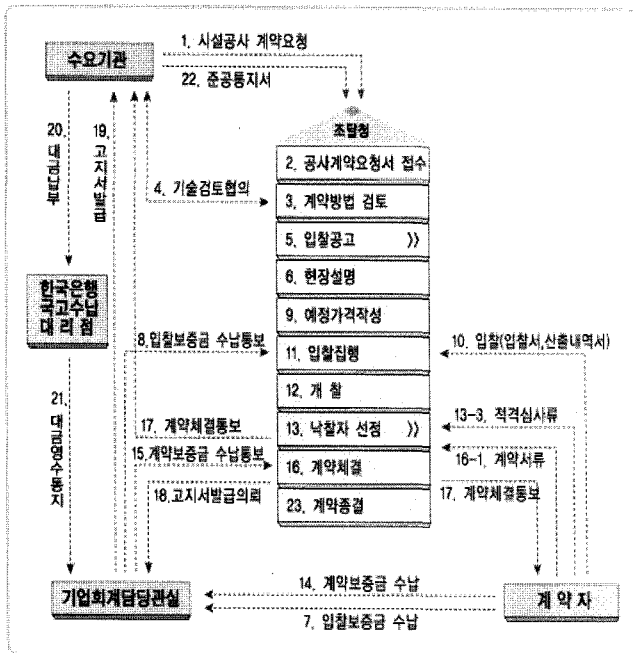 1. 시설공사 계약요청
수요기관
22. 준공통지서
조달청
20. 대금납부
19. 고지서발급
2. 공사계약요청서 접수
4. 기술검토협의
3. 계약방법 검토
5. 입찰공고 》
6. 현장설명
한국은행
국고수납
대리점
9. 예정가격작성
8.입찰보증금 수납통보
11. 입찰집행
10. 입찰(입찰서,산출내역서)
12. 개 찰
21. 대금영수통지
13-3. 적격심사류
17. 계약체결통보
13. 낙찰자 선점 》
15.계약보증금 수납통보
16. 계약체결
16-1. 계약서류
18.고지서발급의뢰
17. 계약체결통보
23. 계약종결
14. 계약보증금 수납
기업회계담당관실
계 약 자
7. 입찰보증금 수납